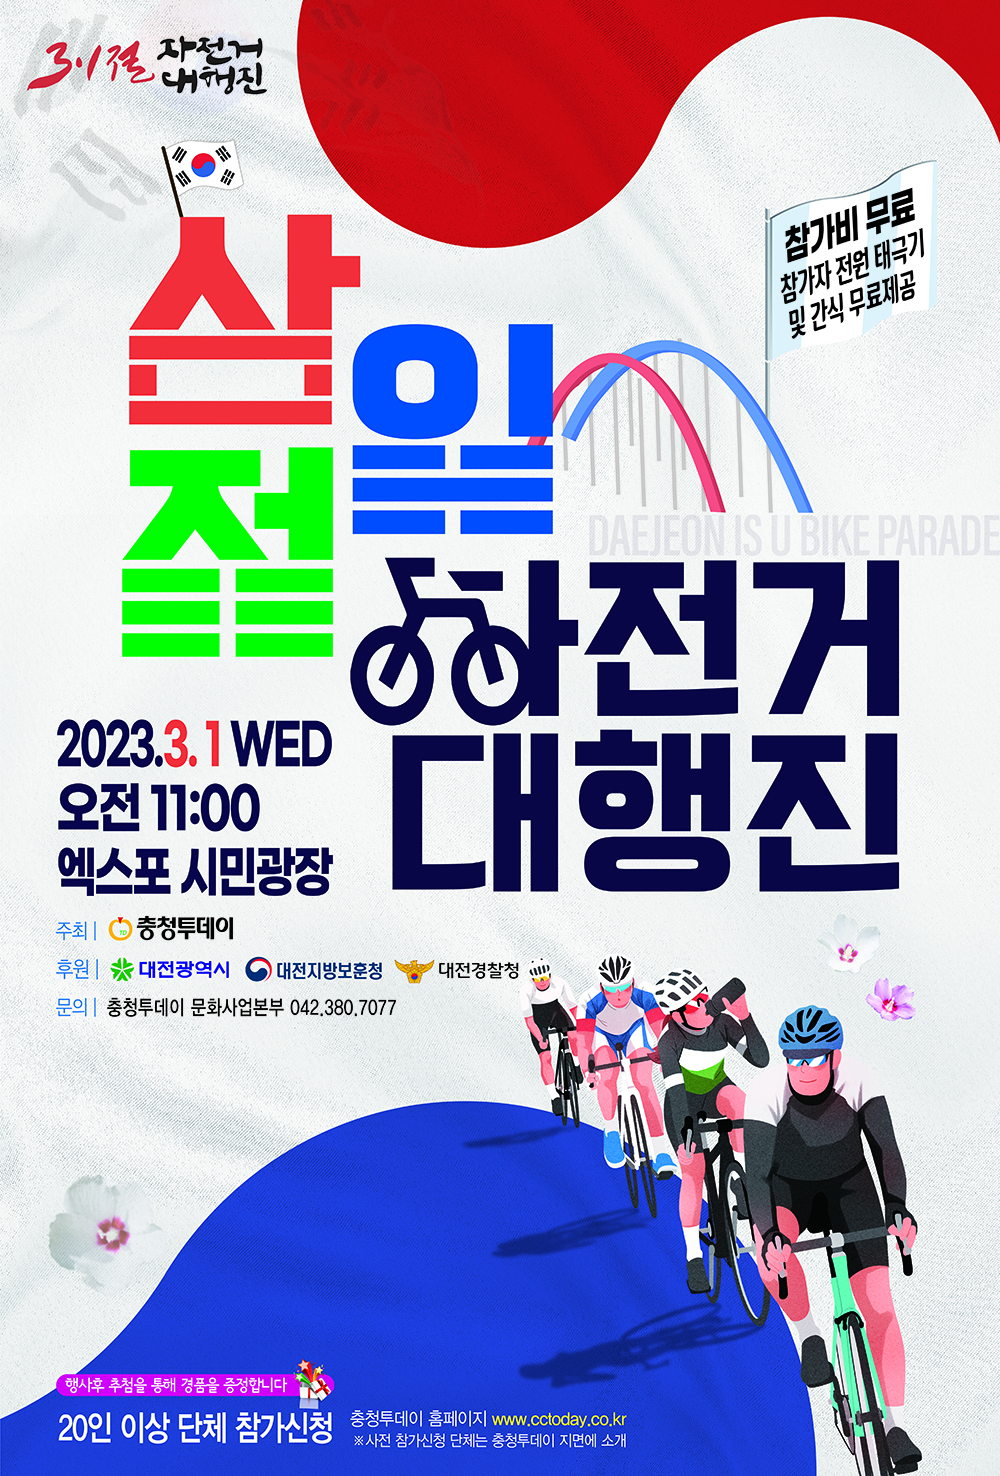 3·1절 자전거
대행진
참가비 무료
참가자 전원 태극기
및 간식 무료제공
삼일
절
DAEJEON IS U BIKE PARADE
자전거
대행진
2023.3.1 WED
오전 11:00
엑스포 시민광장
주최 | TD 충청투데이
후원 | 대전광역시 대전지방보훈청 대전경찰청
문의 | 충청투데이 문화사업본부 042.380.7077
행사후 추첨을 통해 경품을 증정합니다
20인 이상 단체 참가신청 충청투데이 홈페이지 www.cctoday.co.kr
※사전 참가신청 단체는 충청투데이 지면에 소개